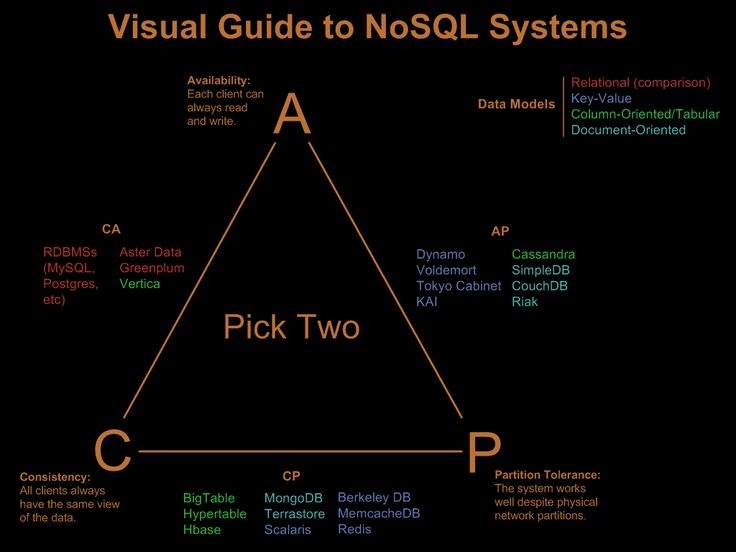 Visual Guide to NoSQL Systems
Availability:
Each client can
always read
and write.
A
Data Models
Relational (comparison)
Key-Value
Column-Oriented/Tabular
Document-Oriented
CA
RDBMSs
(MySQL,
Postgres,
etc)
Aster Data
Greenplum
Vertica
AP
Dynamo
Voldemort
Tokyo Cabinet
KAI
Cassandra
SimpleDB
CouchDB
Riak
Pick Two
C
Consistency:
All clients always
have the same view
of the data.
CP
BigTable
Hypertable
Hbase
MongoDB
Terrastore
Scalaris
Berkeley DB
MemcacheDB
Redis
P
Partition Tolerance:
The system works
well despite physical
network partitions.